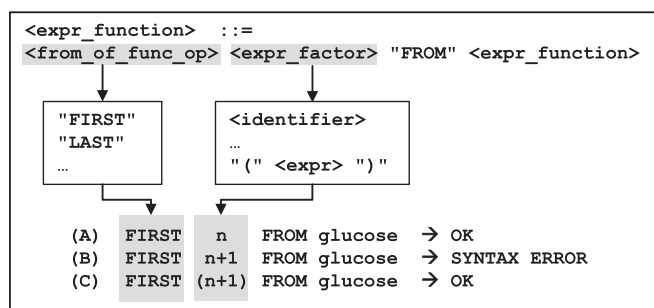 <expr_function> ::=
<from_of_func_op> <expr_factor> "FROM" <expr_function>
"FIRST"
"LAST"
…
<identifier>
…
"(" <expr> ")"
(A) FIRST n FROM glucose → OK
(B) FIRST n+1 FROM glucose → SYNTAX ERROR
(C) FIRST (n+1) FROM glucose → OK